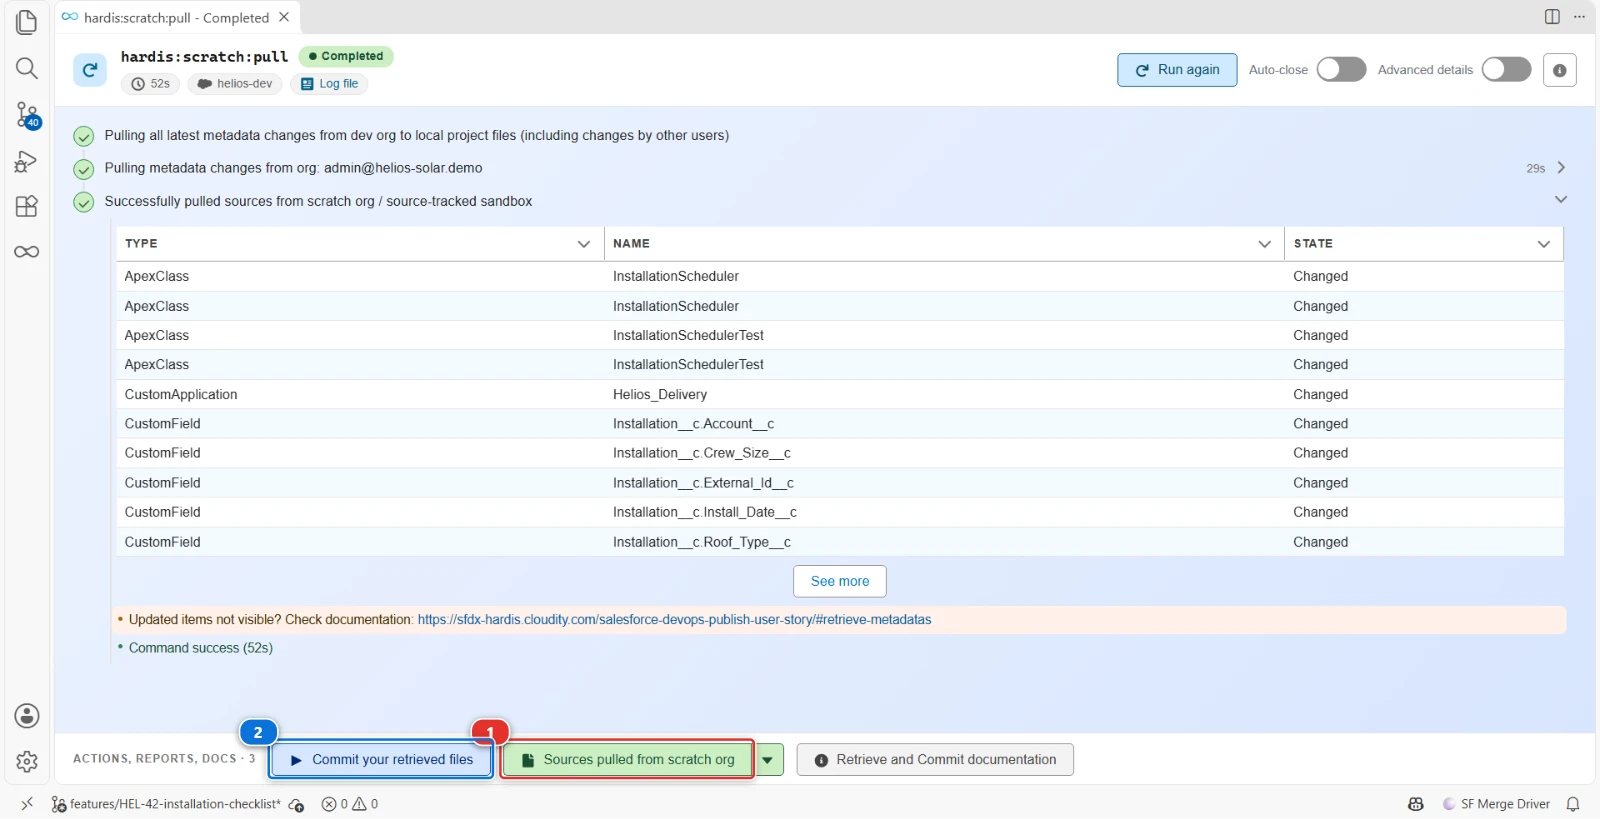 hardis:scratch:pull - Completed
hardis:scratch:pull
Completed
52s
helios-dev
Log file
Run again
Auto-close
Advanced details
40
Pulling all latest metadata changes from dev org to local project files (including changes by other users)
Pulling metadata changes from org: admin@helios-solar.demo
29s
Successfully pulled sources from scratch org / source-tracked sandbox
TYPE NAME STATE
ApexClass InstallationScheduler Changed
ApexClass InstallationScheduler Changed
ApexClass InstallationSchedulerTest Changed
ApexClass InstallationSchedulerTest Changed
CustomApplication Helios_Delivery Changed
CustomField Installation__c.Account__c Changed
CustomField Installation__c.Crew_Size__c Changed
CustomField Installation__c.External_Id__c Changed
CustomField Installation__c.Install_Date__c Changed
CustomField Installation__c.Roof_Type__c Changed
See more
• Updated items not visible? Check documentation: https://sfdx-hardis.cloudity.com/salesforce-devops-publish-user-story/#retrieve-metadatas
• Command success (52s)
2
1
ACTIONS, REPORTS, DOCS · 3
Commit your retrieved files
Sources pulled from scratch org
Retrieve and Commit documentation
features/HEL-42-installation-checklist*
0
0
SF Merge Driver